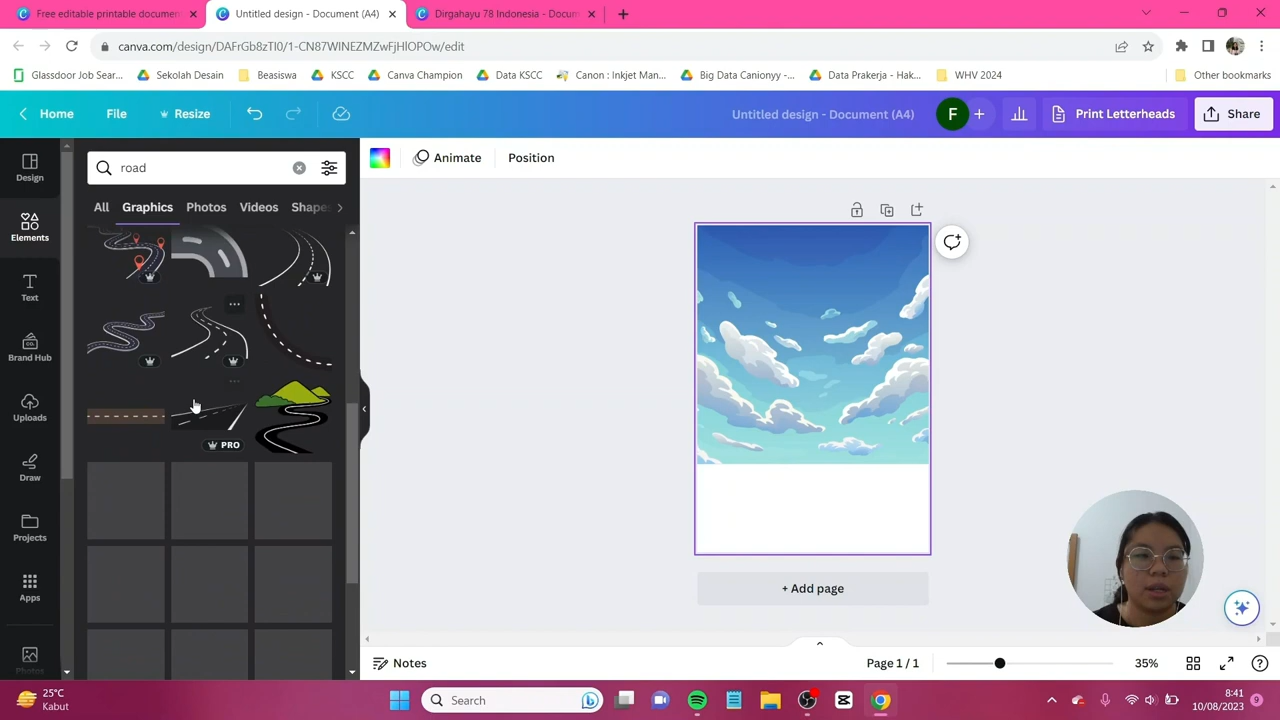 Free editable printable documen
Untitled design - Document (A4)
Dirgahayu 78 Indonesia - Docum
canva.com/design/DAFrGb8zTI0/1-CN87WINEZMZwFjHlOPOw/edit
Glassdoor Job Sear...
Sekolah Desain
Beasiswa
KSCC
Canva Champion
Data KSCC
Canon : Inkjet Man...
Big Data Canionyy -...
Data Prakerja - Hak...
WHV 2024
Other bookmarks
Home
File
Resize
Untitled design - Document (A4)
F
Print Letterheads
Share
Design
Elements
Text
Brand Hub
Uploads
Draw
Projects
Apps
Photos
road
All
Graphics
Photos
Videos
Shape
PRO
Animate
Position
+ Add page
Notes
Page 1 / 1
35%
25°C
Kabut
Search
8:41
10/08/2023
9